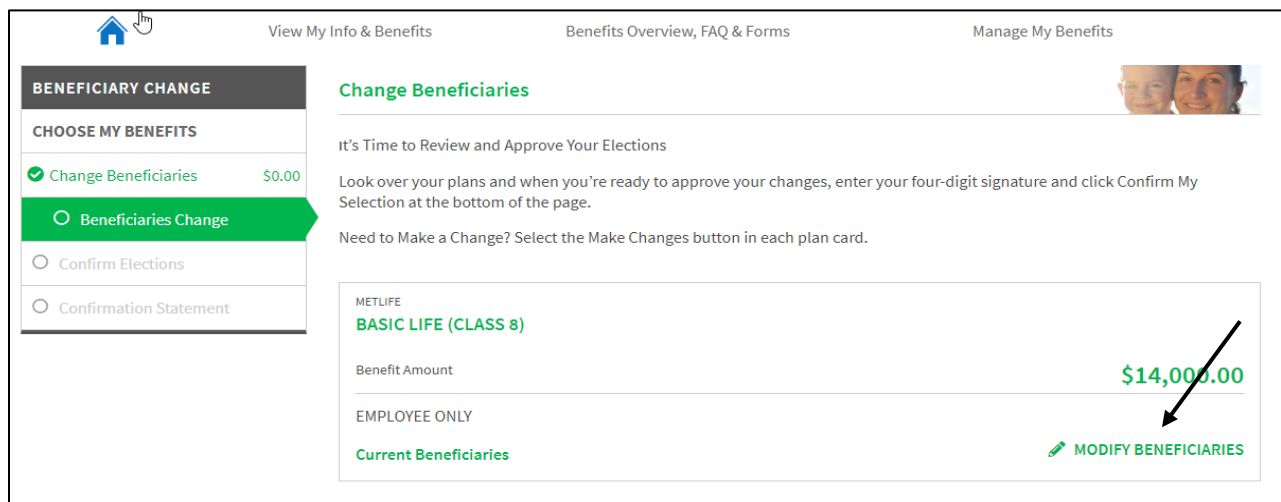 View My Info & Benefits
Benefits Overview, FAQ & Forms
Manage My Benefits
BENEFICIARY CHANGE
CHOOSE MY BENEFITS
Change Beneficiaries $0.00
Beneficiaries Change
Confirm Elections
Confirmation Statement
Change Beneficiaries
It's Time to Review and Approve Your Elections
Look over your plans and when you're ready to approve your changes, enter your four-digit signature and click Confirm My
Selection at the bottom of the page.
Need to Make a Change? Select the Make Changes button in each plan card.
METLIFE
BASIC LIFE (CLASS 8)
Benefit Amount
$14,000.00
EMPLOYEE ONLY
Current Beneficiaries
MODIFY BENEFICIARIES